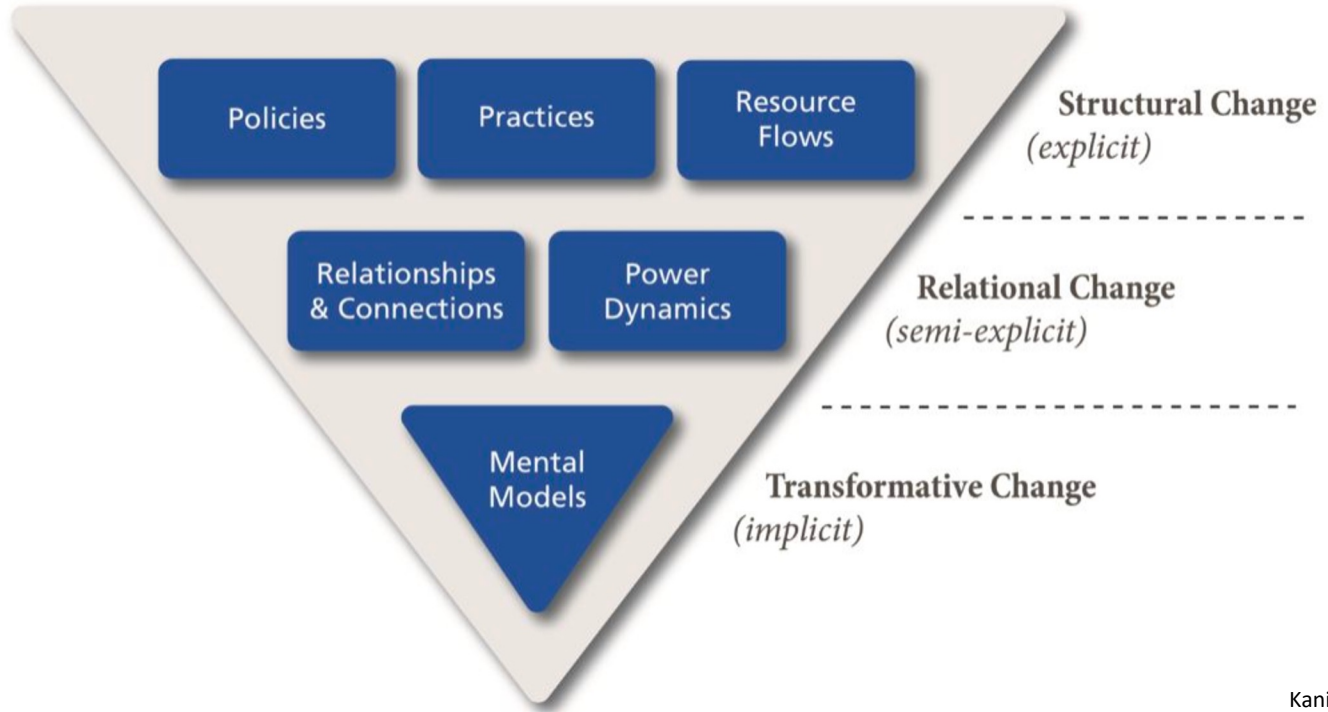 Policies
Practices
Resource
Flows
Structural Change
(explicit)
Relationships
& Connections
Power
Dynamics
Relational Change
(semi-explicit)
Mental
Models
Transformative Change
(implicit)